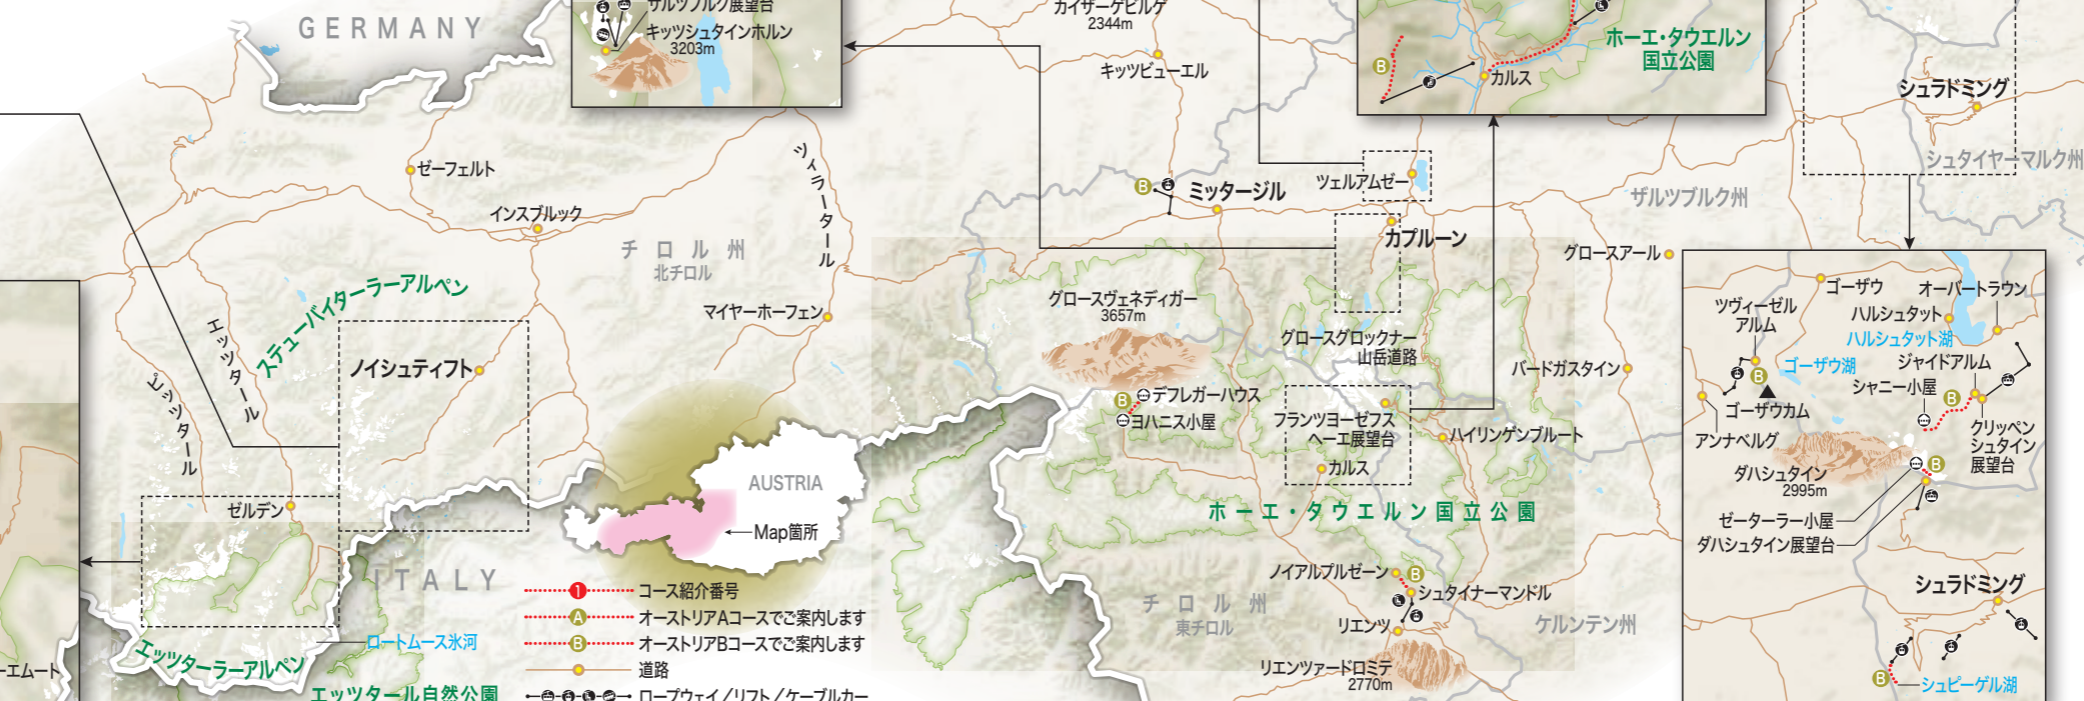 GERMANY
ザルツブルク展望台
キッツシュタインホルン
3203m
カイザーゲビルゲ
2344m
キッツビューエル
B
カルス
ホーエ・タウエルン
国立公園
シュラドミング
シュタイヤーマルク州
ゼーフェルト
インスブルック
ツィラータール
チロル州
北チロル
B
ミッタージル
ツェルアムゼー
ザルツブルク州
カプルーン
グロースアール
ステューバイターラーアルペン
エッツタール
ピッツタール
ノイシュティフト
マイヤーホーフェン
グロースヴェネディガー
3657m
グロースグロックナー
山岳道路
バードガスタイン
B
デフレガーハウス
ヨハニス小屋
フランツヨーゼフス
ヘーエ展望台
カルス
ハイリンゲンブルート
ゼルデン
AUSTRIA
Map箇所
ホーエ・タウエルン国立公園
ITALY
ロートムース氷河
エッツターラーアルペン
エッツタール自然公園
ーエムート
1
コース紹介番号
A
オーストリアAコースでご案内します
B
オーストリアBコースでご案内します
道路
ロープウェイ／リフト／ケーブルカー
チロル州
東チロル
ノイアルプルゼーン
B
シュタイナーマンドル
リエンツ
ケルンテン州
リエンツァードロミテ
2770m
ゴーザウ
オーバートラウン
ツヴィーゼル
アルム
ハルシュタット
ハルシュタット湖
ゴーザウ湖
ジャイドアルム
B
シャニー小屋
B
ゴーザウカム
アンナベルグ
クリッペン
シュタイン
展望台
ダハシュタイン
2995m
B
ゼーターラー小屋
ダハシュタイン展望台
シュラドミング
B
シュピーゲル湖